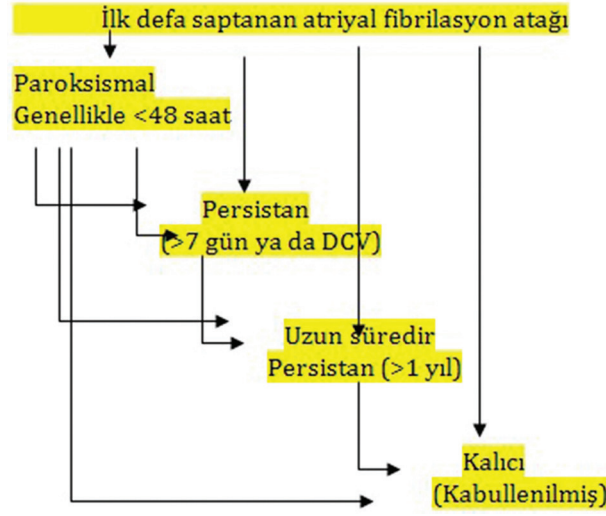 İlk defa saptanan atriyal fibrilasyon atağı
Paroksismal
Genellikle <48 saat
Persistan
(>7 gün ya da DCV)
Uzun süredir
Persistan (>1 yıl)
Kalıcı
(Kabullenilmiş)